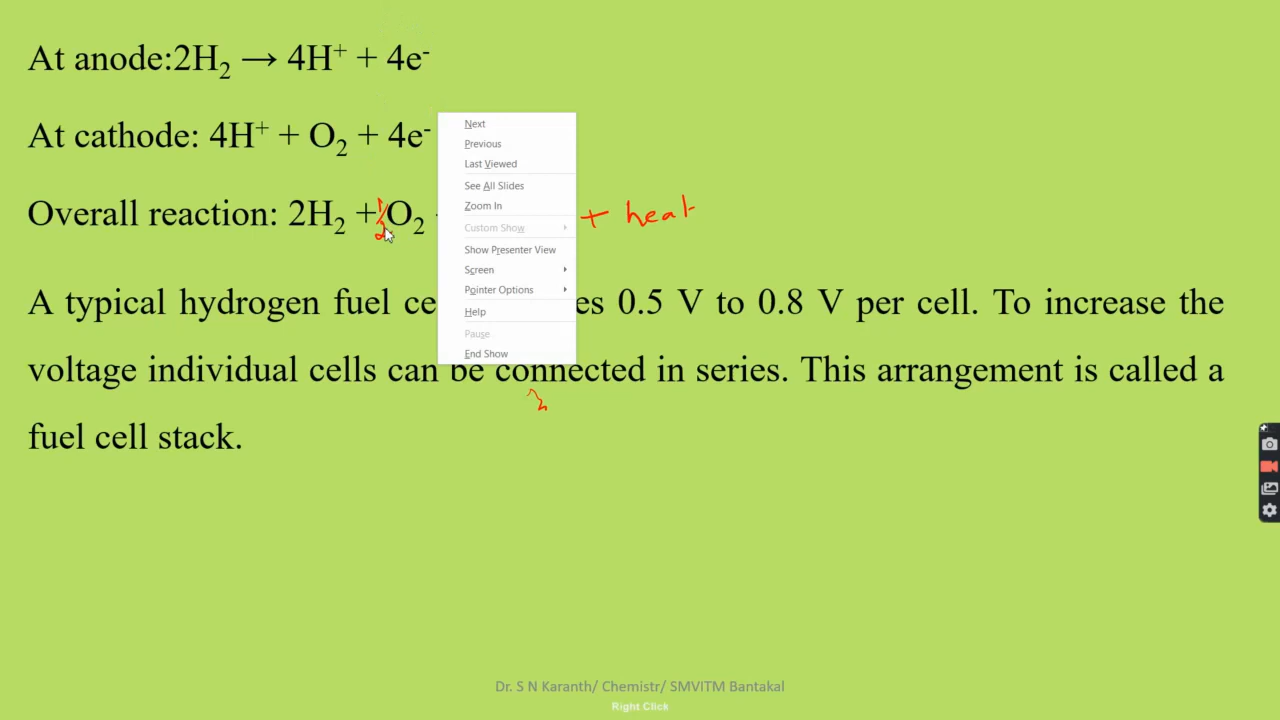 At anode:2H₂ → 4H⁺ + 4e⁻
At cathode: 4H⁺ + O₂ + 4e⁻
Overall reaction: 2H₂ + 1/2 O₂ + heat
A typical hydrogen fuel ce es 0.5 V to 0.8 V per cell. To increase the
voltage individual cells can be connected in series. This arrangement is called a
fuel cell stack.
Next
Previous
Last Viewed
See All Slides
Zoom In
Custom Show
Show Presenter View
Screen
Pointer Options
Help
Pause
End Show
Dr. S N Karanth/ Chemistr/ SMVITM Bantakal
Right Click